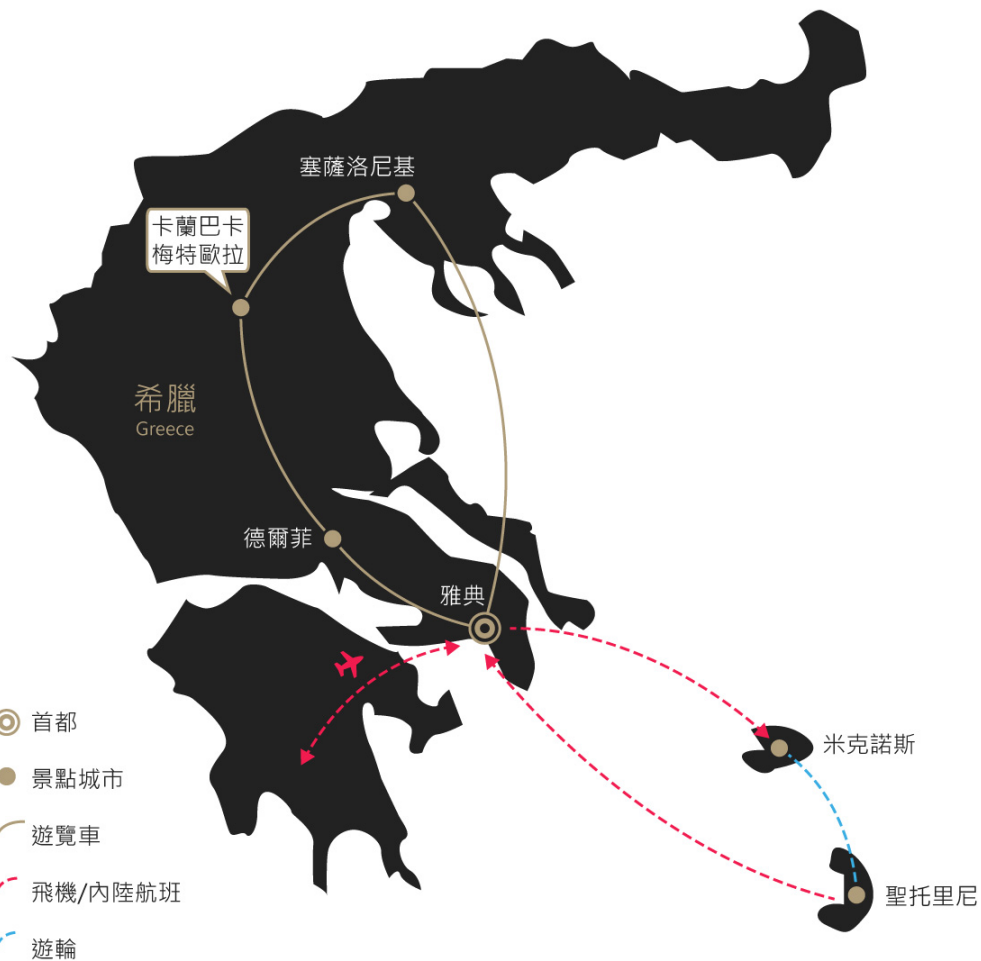 塞薩洛尼基
卡蘭巴卡
梅特歐拉
希臘
Greece
德爾菲
雅典
米克諾斯
聖托里尼
首都
景點城市
遊覽車
飛機/內陸航班
遊輪